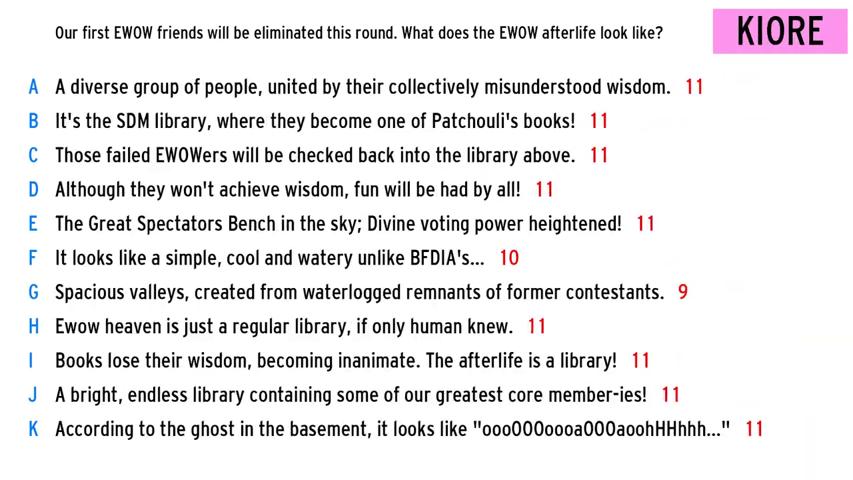 Our first EWOW friends will be eliminated this round. What does the EWOW afterlife look like?
KIORE
A A diverse group of people, united by their collectively misunderstood wisdom. 11
B It's the SDM library, where they become one of Patchouli's books! 11
C Those failed EWOWers will be checked back into the library above. 11
D Although they won't achieve wisdom, fun will be had by all! 11
E The Great Spectators Bench in the sky; Divine voting power heightened! 11
F It looks like a simple, cool and watery unlike BFDIA's... 10
G Spacious valleys, created from waterlogged remnants of former contestants. 9
H Ewow heaven is just a regular library, if only human knew. 11
I Books lose their wisdom, becoming inanimate. The afterlife is a library! 11
J A bright, endless library containing some of our greatest core member-ies! 11
K According to the ghost in the basement, it looks like "oooOOOoooaOOOaoohHHhhh..." 11